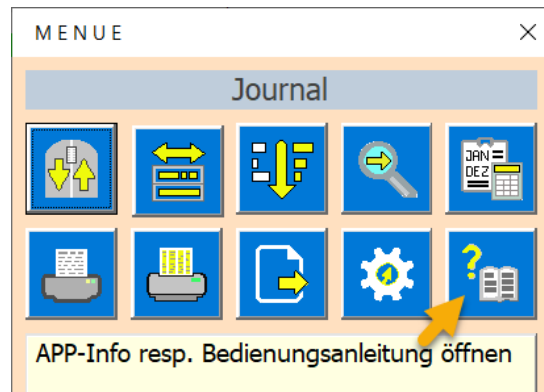 MENUE
Journal
JAN
DEZ
APP-Info resp. Bedienungsanleitung öffnen